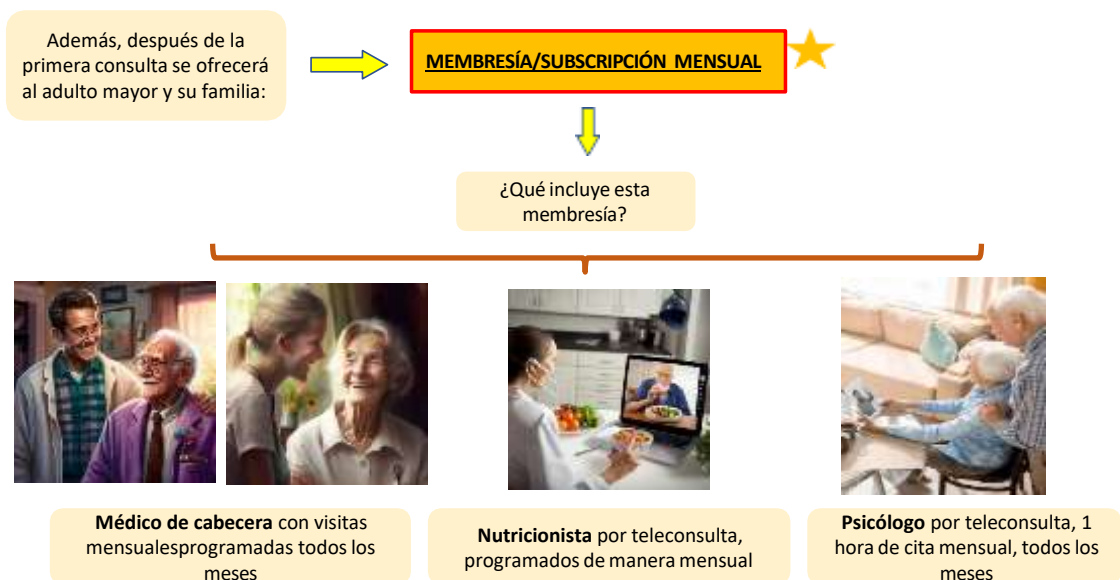 Además, después de la
primera consulta se ofrecerá
al adulto mayor y su familia:
MEMBRESÍA/SUBSCRIPCIÓN MENSUAL
¿Qué incluye esta
membresía?
Médico de cabecera con visitas
mensualesprogramadas todos los
meses
Nutricionista por teleconsulta,
programados de manera mensual
Psicólogo por teleconsulta, 1
hora de cita mensual, todos los
meses